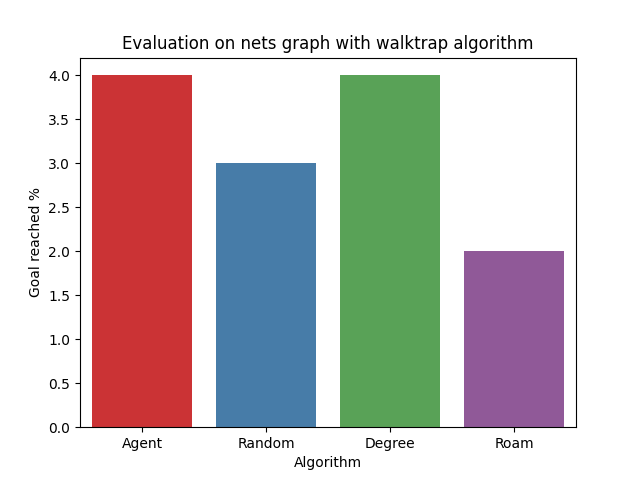 Evaluation on nets graph with walktrap algorithm
Goal reached %
4.0
3.5
3.0
2.5
2.0
1.5
1.0
0.5
0.0
Agent Random Degree Roam
Algorithm